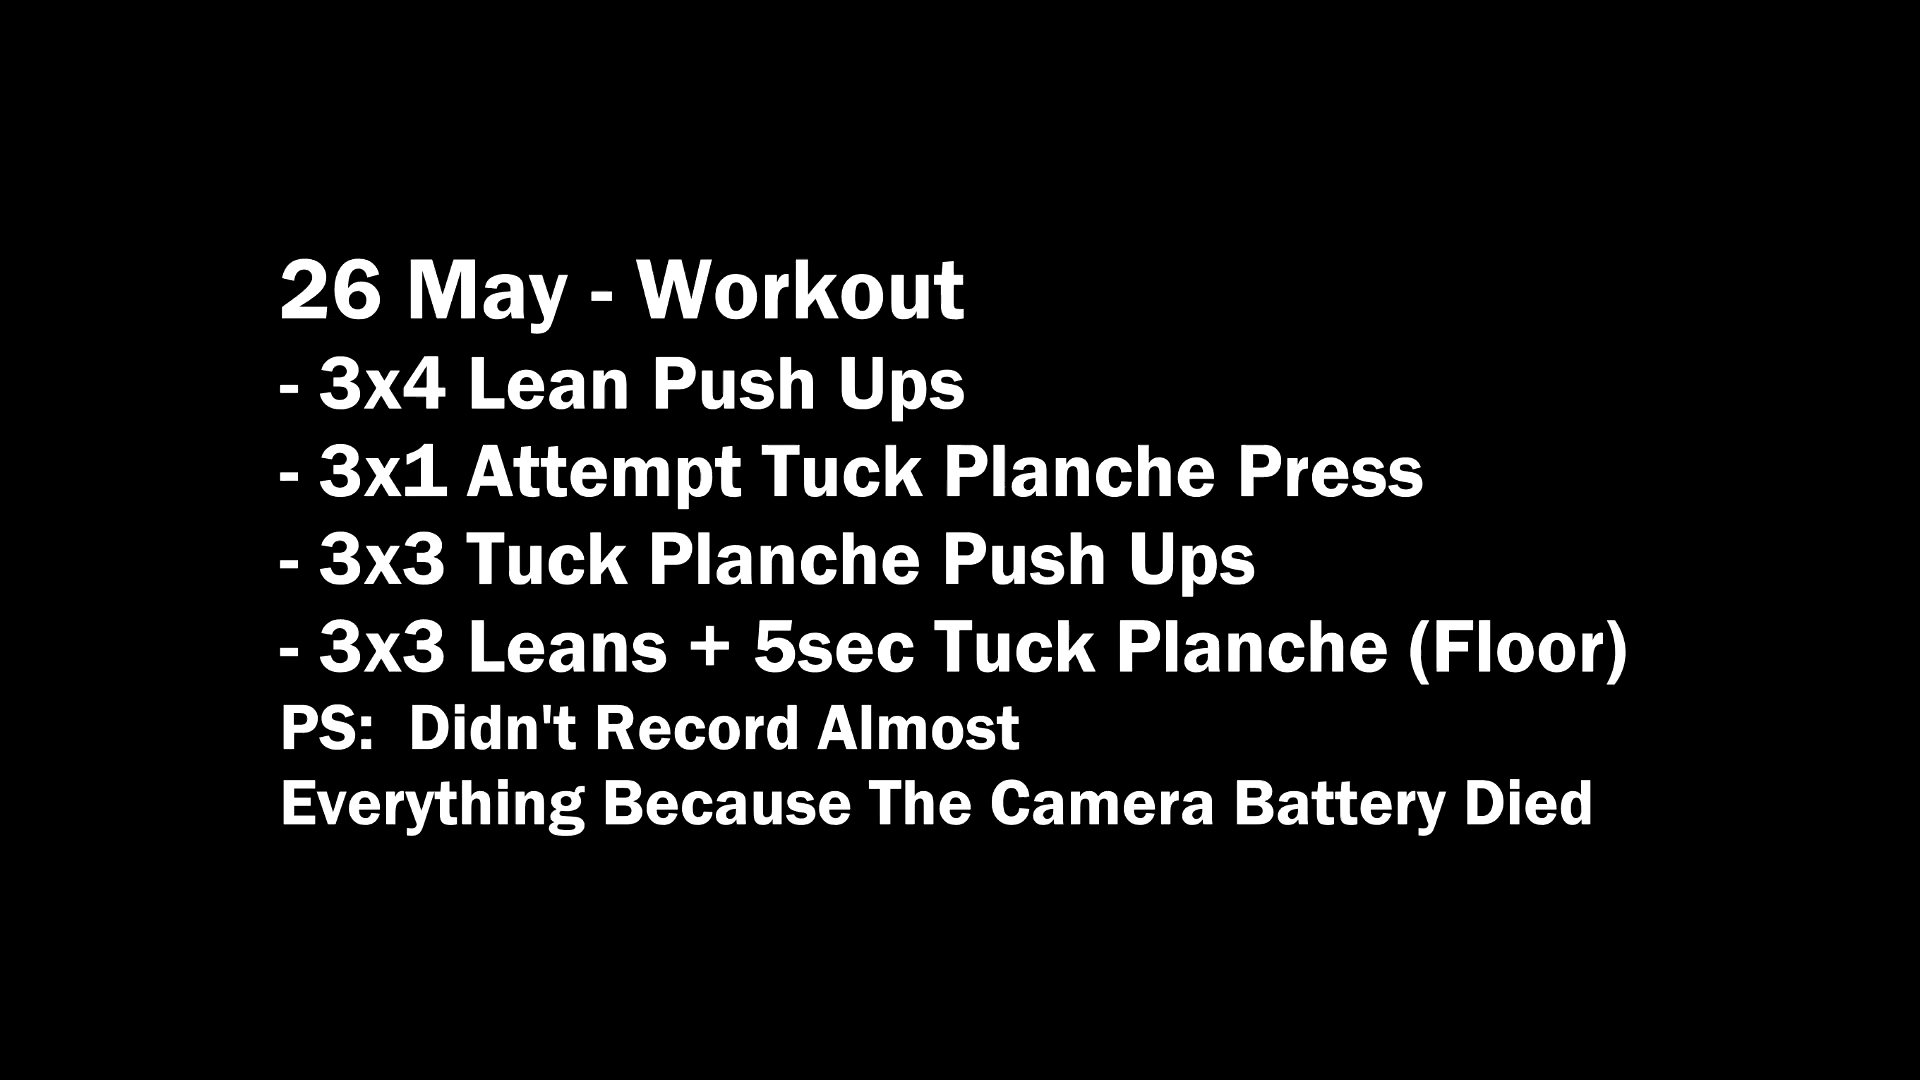 26 May - Workout
- 3x4 Lean Push Ups
- 3x1 Attempt Tuck Planche Press
- 3x3 Tuck Planche Push Ups
- 3x3 Leans + 5sec Tuck Planche (Floor)
PS:  Didn't Record Almost
Everything Because The Camera Battery Died